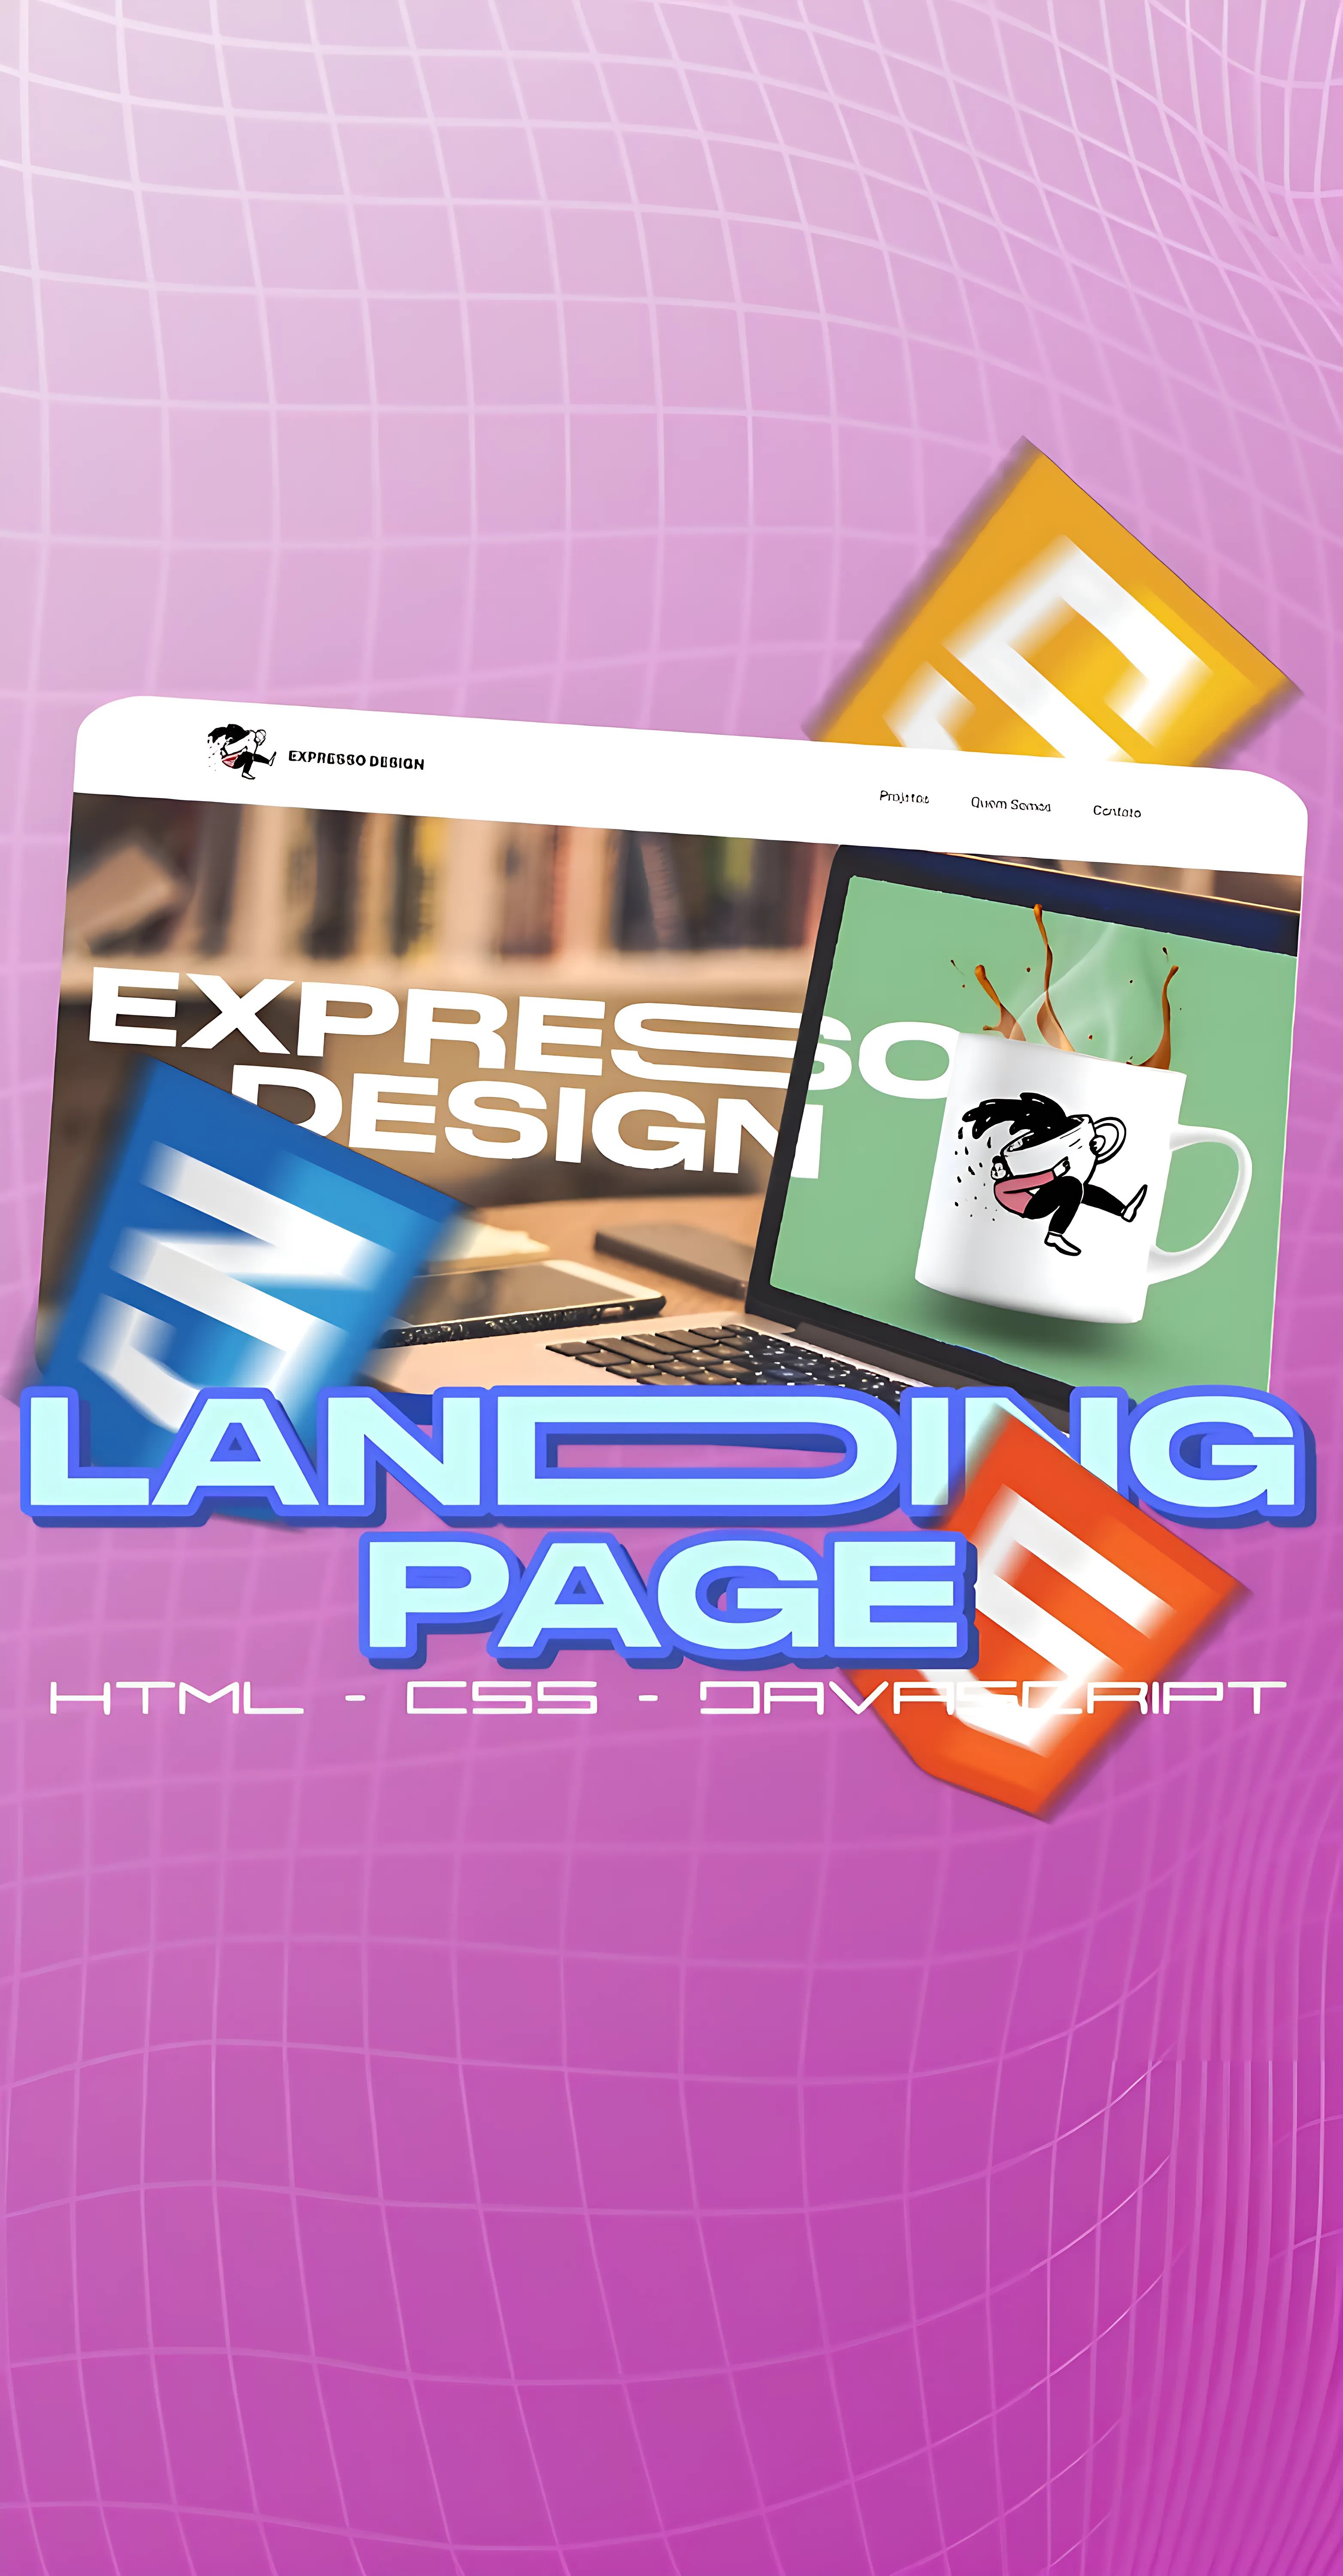 EXPRESSO DESIGN
Projetos Quem Somos Contato
EXPRESSO
DESIGN
LANDING
PAGE
HTML - CSS - JAVASCRIPT